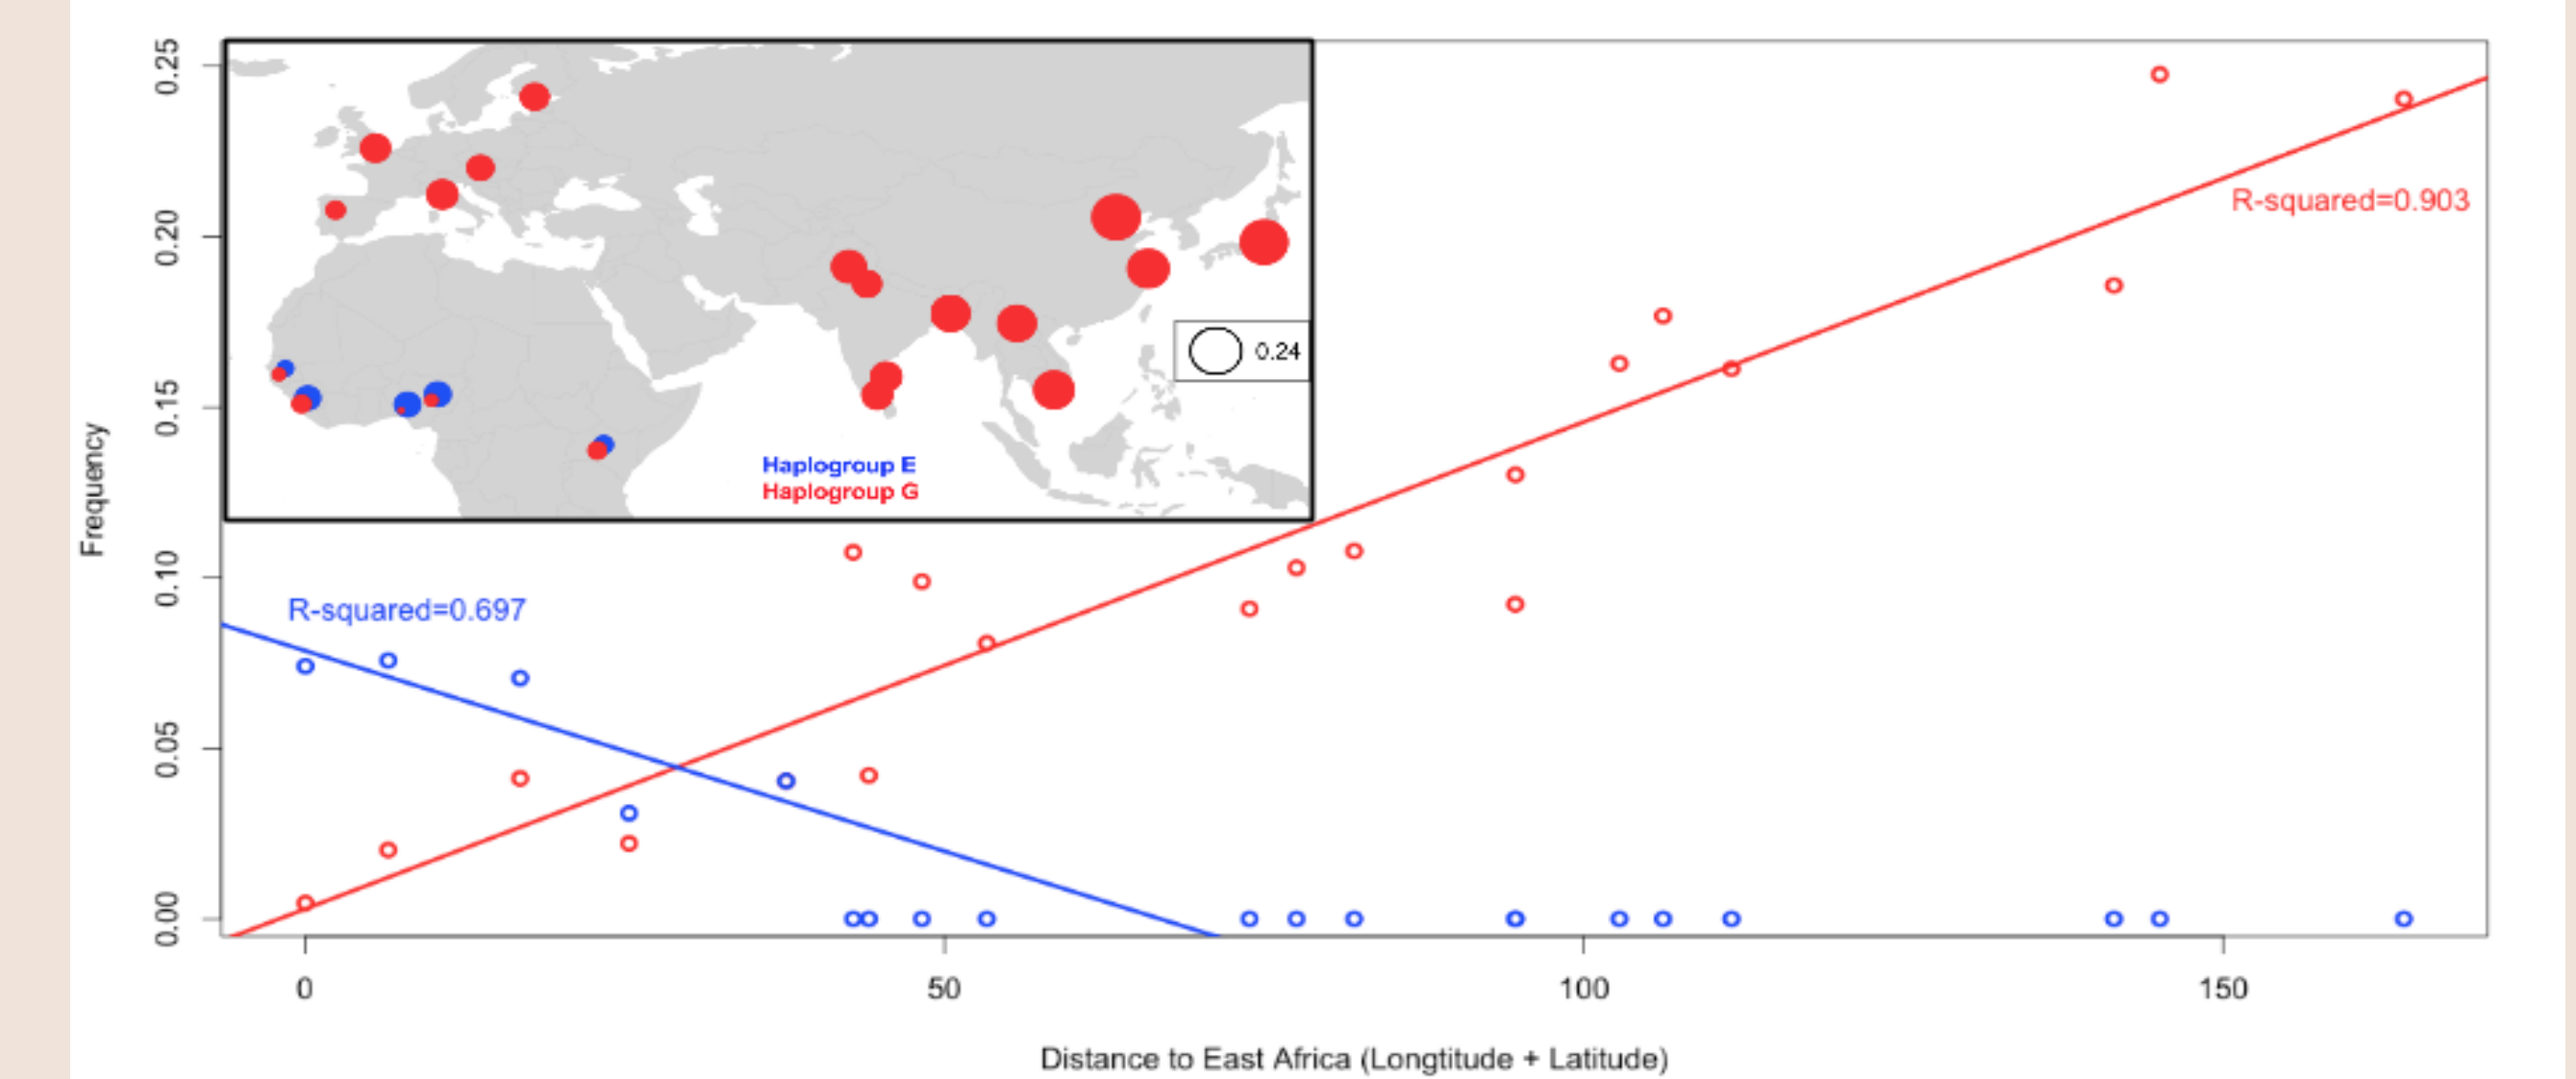 0.25
0.20
0.15
0.10
0.05
0.00
Frequency
0.24
Haplogroup E
Haplogroup G
R-squared=0.903
R-squared=0.697
0
50
100
150
Distance to East Africa (Longtitude + Latitude)